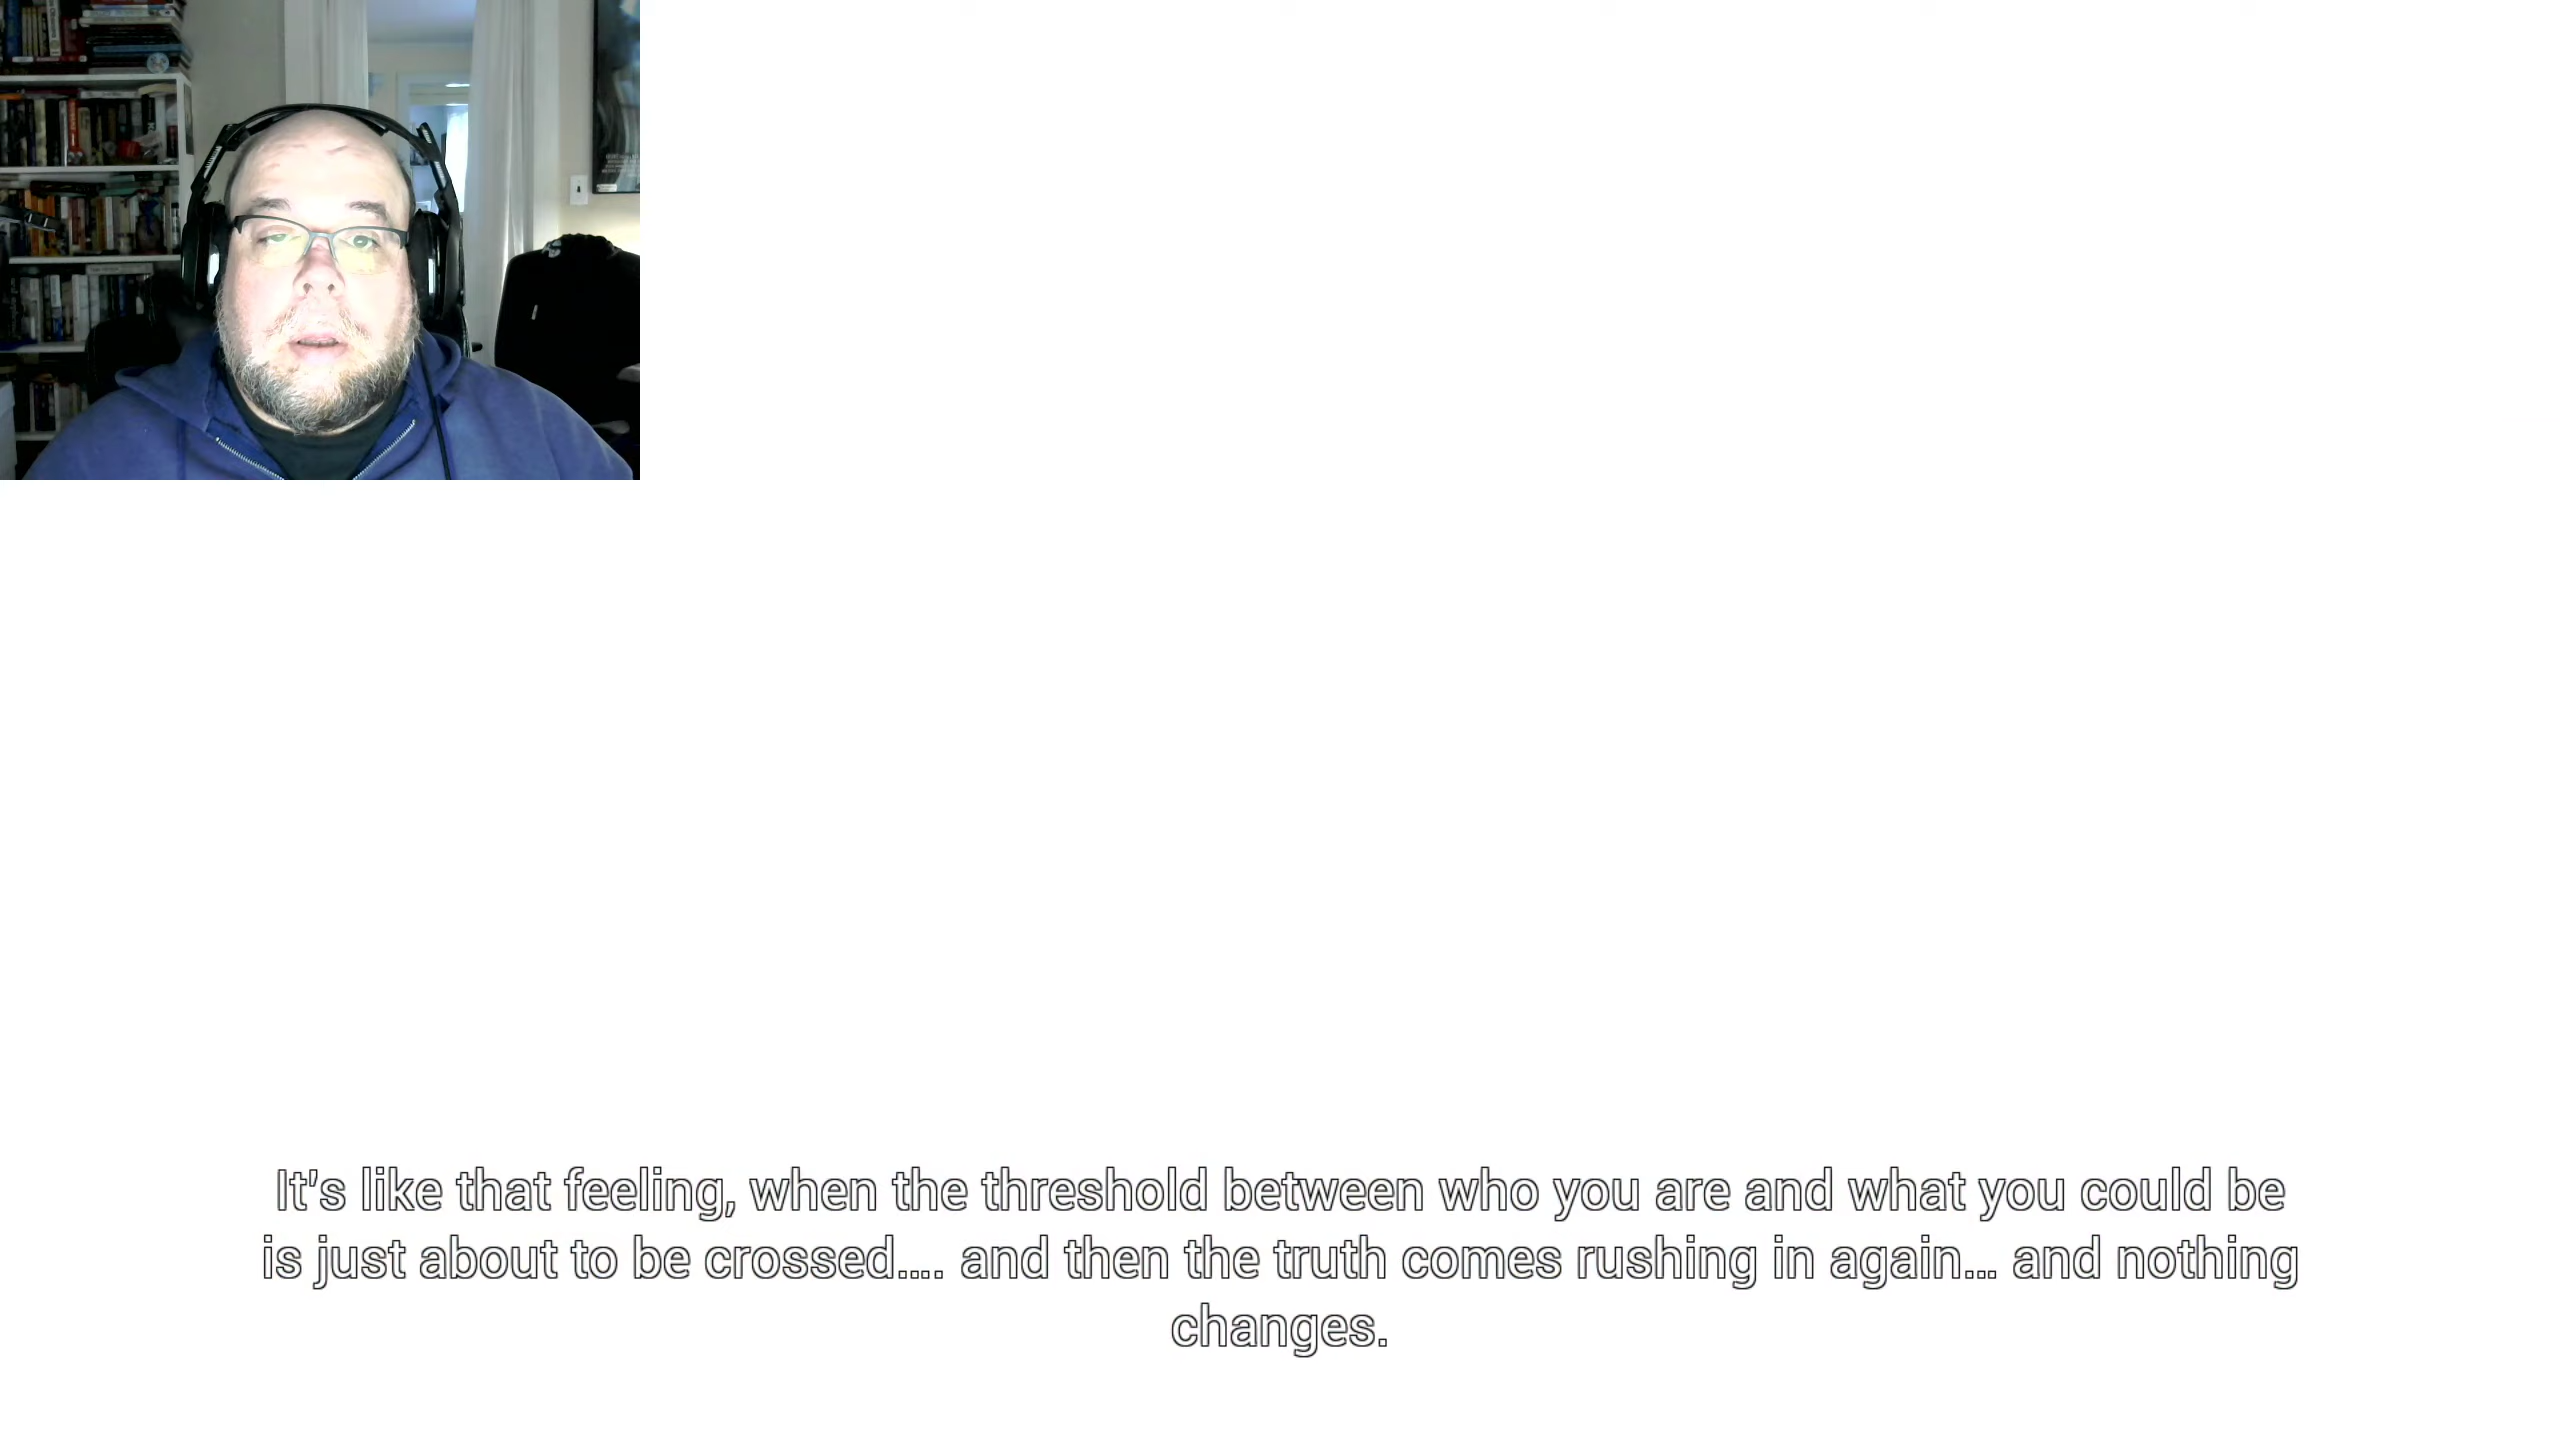 It's like that feeling, when the threshold between who you are and what you could be
is just about to be crossed.... and then the truth comes rushing in again... and nothing
changes.